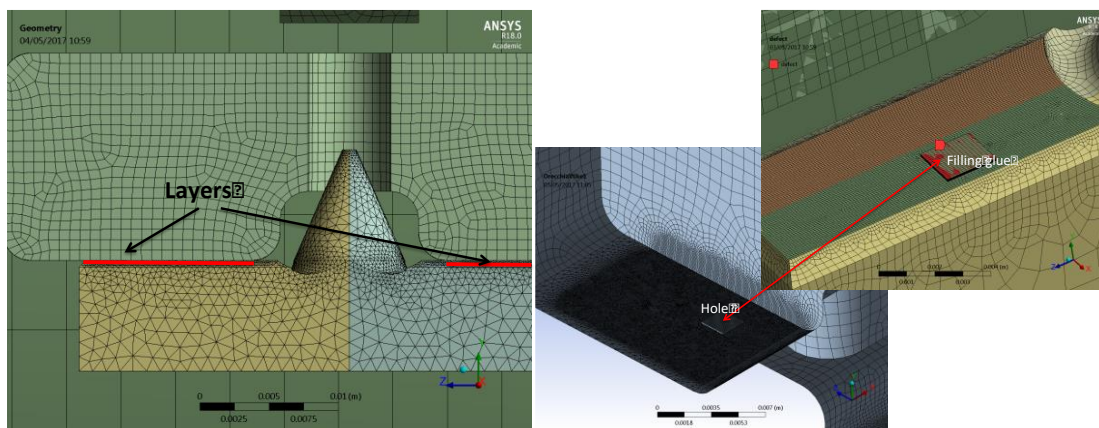 Geometry
04/05/2017 10:59
ANSYS
R18.0
Academic
Layers
Z
Y
X
0
0.005
0.01 (m)
0.0025
0.0075
Hole
0
0.0035
0.007 (m)
0.0018
0.0053
ANSYS
Academic
defect
defect
Filling glue
0
0.002
0.004 (m)
0.001
0.003
Z
Y
X